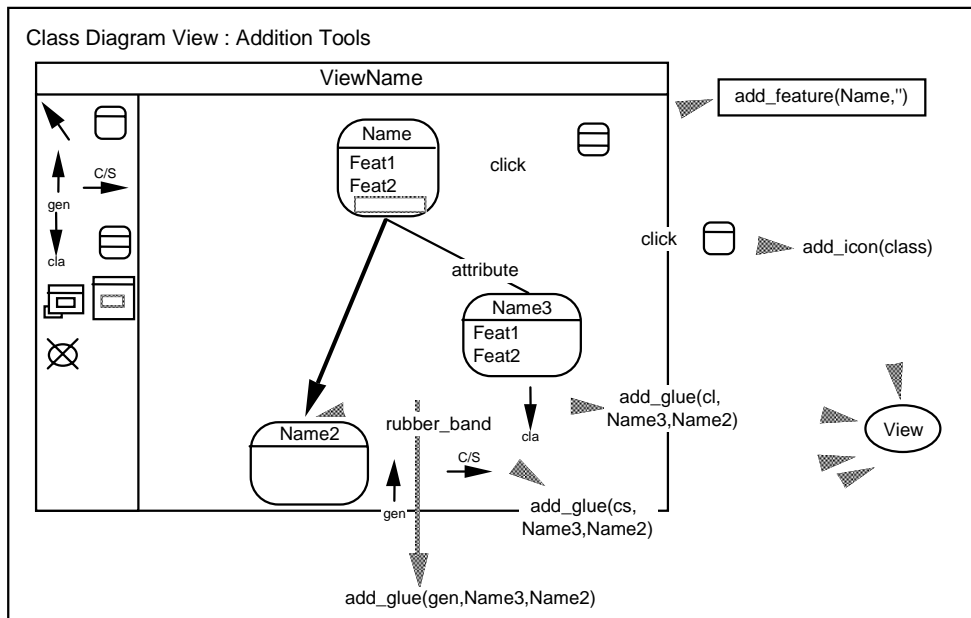 Class Diagram View : Addition Tools
ViewName
add_feature(Name,'')
Name
Feat1
Feat2
click
C/S
gen
click
add_icon(class)
cla
attribute
Name3
Feat1
Feat2
add_glue(cl,
Name3,Name2)
Name2
rubber_band
cla
View
C/S
gen
add_glue(cs,
Name3,Name2)
add_glue(gen,Name3,Name2)